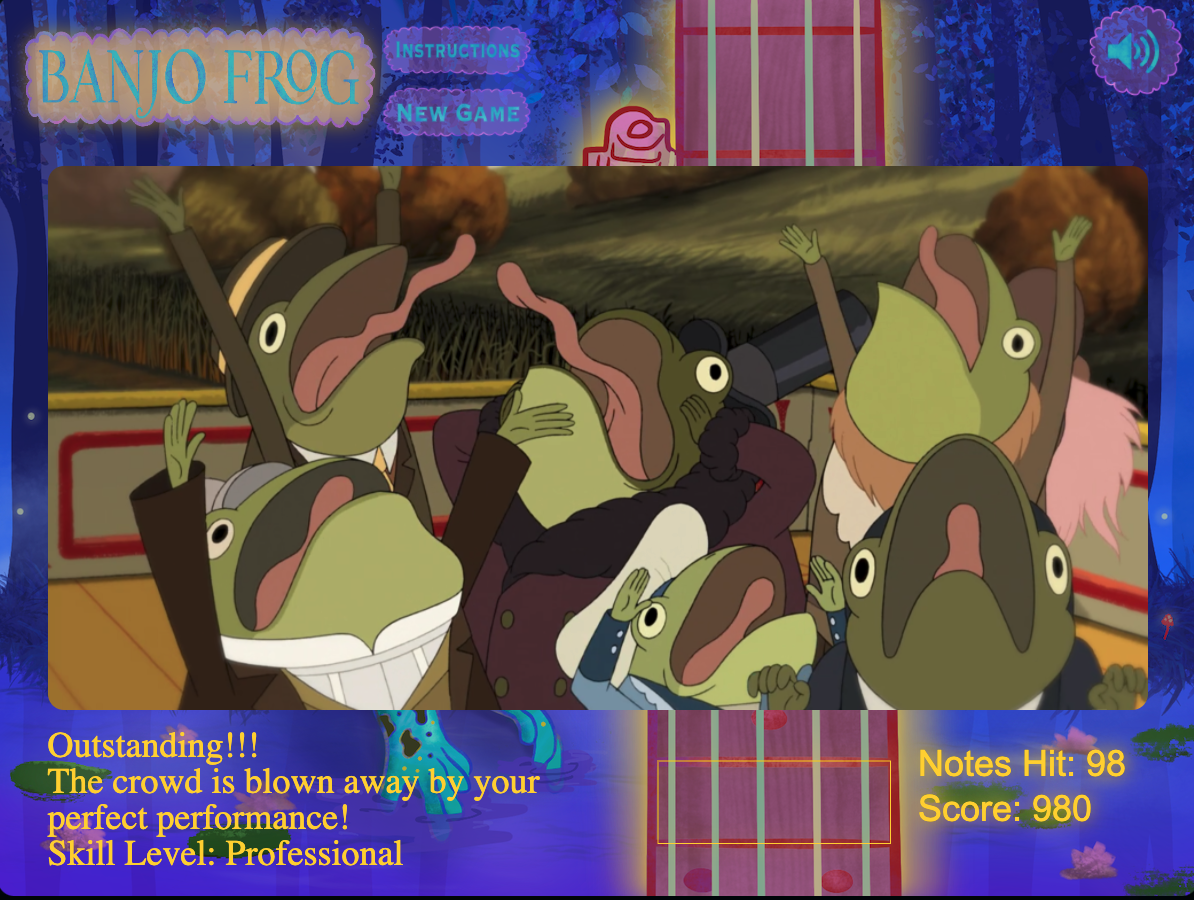 BANJO FROG
INSTRUCTIONS
NEW GAME
Outstanding!!!
The crowd is blown away by your
perfect performance!
Skill Level: Professional
Notes Hit: 98
Score: 980